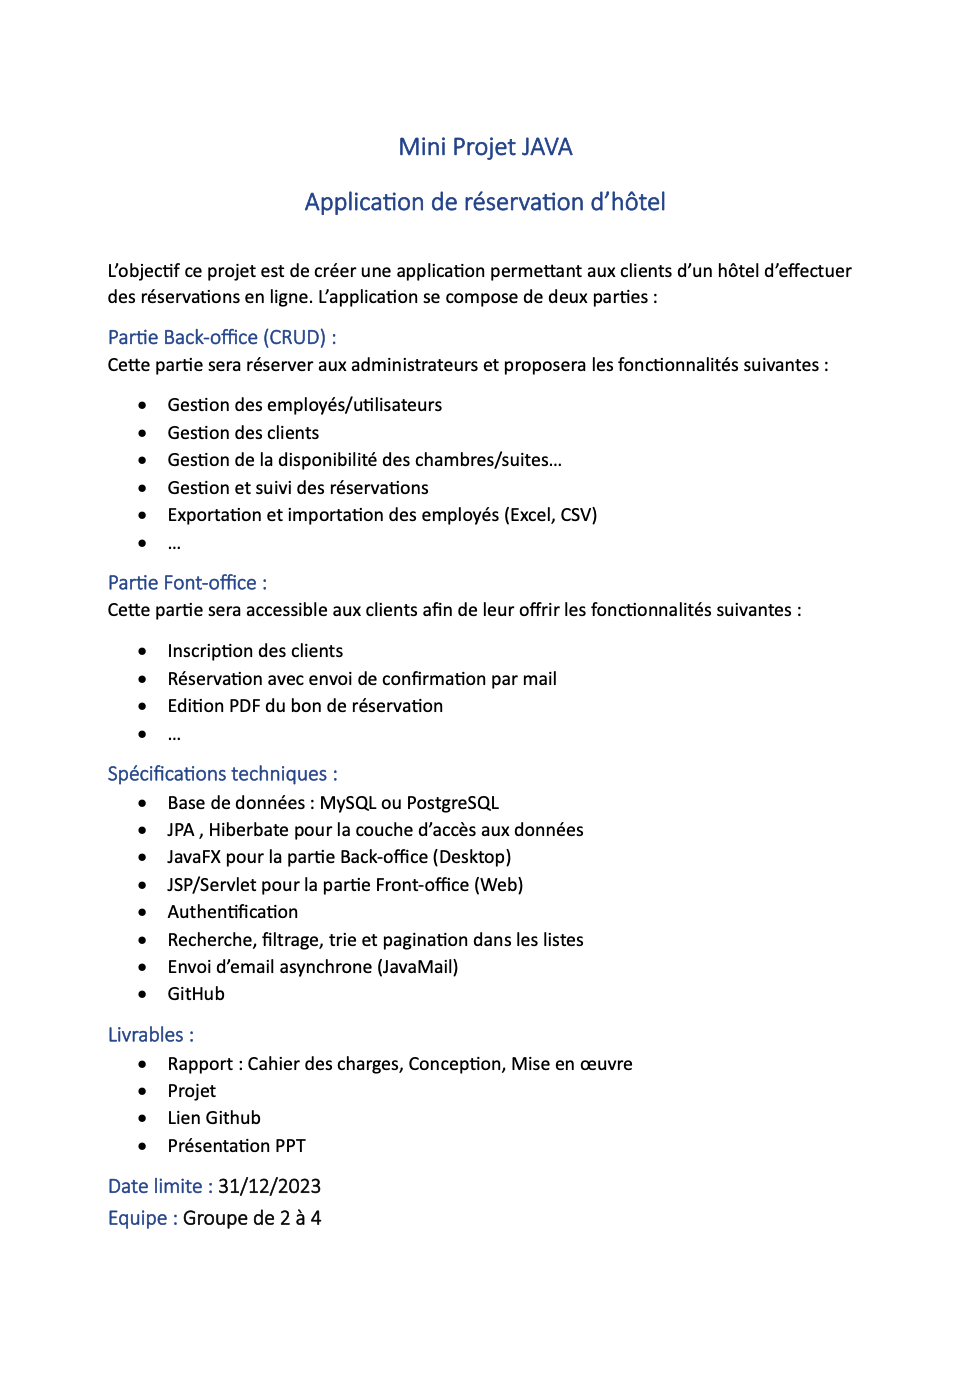 Mini Projet JAVA
Application de réservation d’hôtel
L’objectif ce projet est de créer une application permettant aux clients d’un hôtel d’effectuer
des réservations en ligne. L’application se compose de deux parties :
Partie Back-office (CRUD) :
Cette partie sera réserver aux administrateurs et proposera les fonctionnalités suivantes :
• Gestion des employés/utilisateurs
• Gestion des clients
• Gestion de la disponibilité des chambres/suites…
• Gestion et suivi des réservations
• Exportation et importation des employés (Excel, CSV)
• …
Partie Font-office :
Cette partie sera accessible aux clients afin de leur offrir les fonctionnalités suivantes :
• Inscription des clients
• Réservation avec envoi de confirmation par mail
• Edition PDF du bon de réservation
• …
Spécifications techniques :
• Base de données : MySQL ou PostgreSQL
• JPA , Hiberbate pour la couche d’accès aux données
• JavaFX pour la partie Back-office (Desktop)
• JSP/Servlet pour la partie Front-office (Web)
• Authentification
• Recherche, filtrage, trie et pagination dans les listes
• Envoi d’email asynchrone (JavaMail)
• GitHub
Livrables :
• Rapport : Cahier des charges, Conception, Mise en œuvre
• Projet
• Lien Github
• Présentation PPT
Date limite : 31/12/2023
Equipe : Groupe de 2 à 4